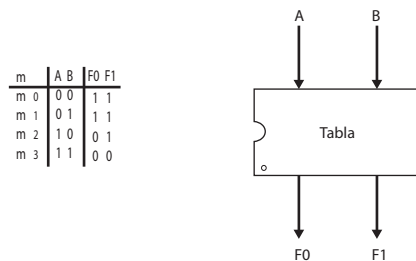 m A B F0 F1
m 0 0 0 1 1
m 1 0 1 1 1
m 2 1 0 0 1
m 3 1 1 0 0
A B
Tabla
F0 F1